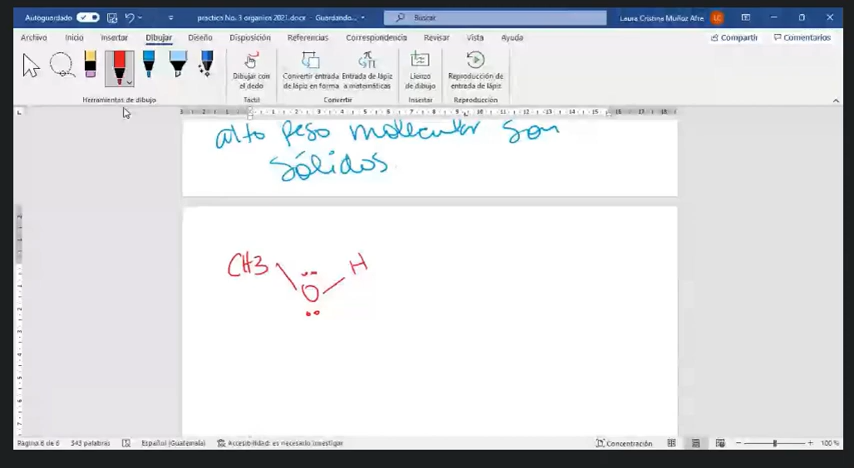 Autoguardado practica No. 3 organica 2021.docx - Guardando... Buscar Laura Cristina Muñoz Afre LC
Archivo Inicio Insertar Dibujar Diseño Disposición Referencias Correspondencia Revisar Vista Ayuda Compartir Comentarios
Dibujar con el dedo
Convertir entrada de lápiz en forma
Entrada de lápiz a matemáticas
Lienzo de dibujo
Reproducción de entrada de lápiz
Herramientas de dibujo Táctil Convertir Insertar Reproducción
alto peso molecular son
sólidos
CH3 H
O
Página 6 de 6 543 palabras Español (Guatemala) Accesibilidad: es necesario investigar Concentración 100 %